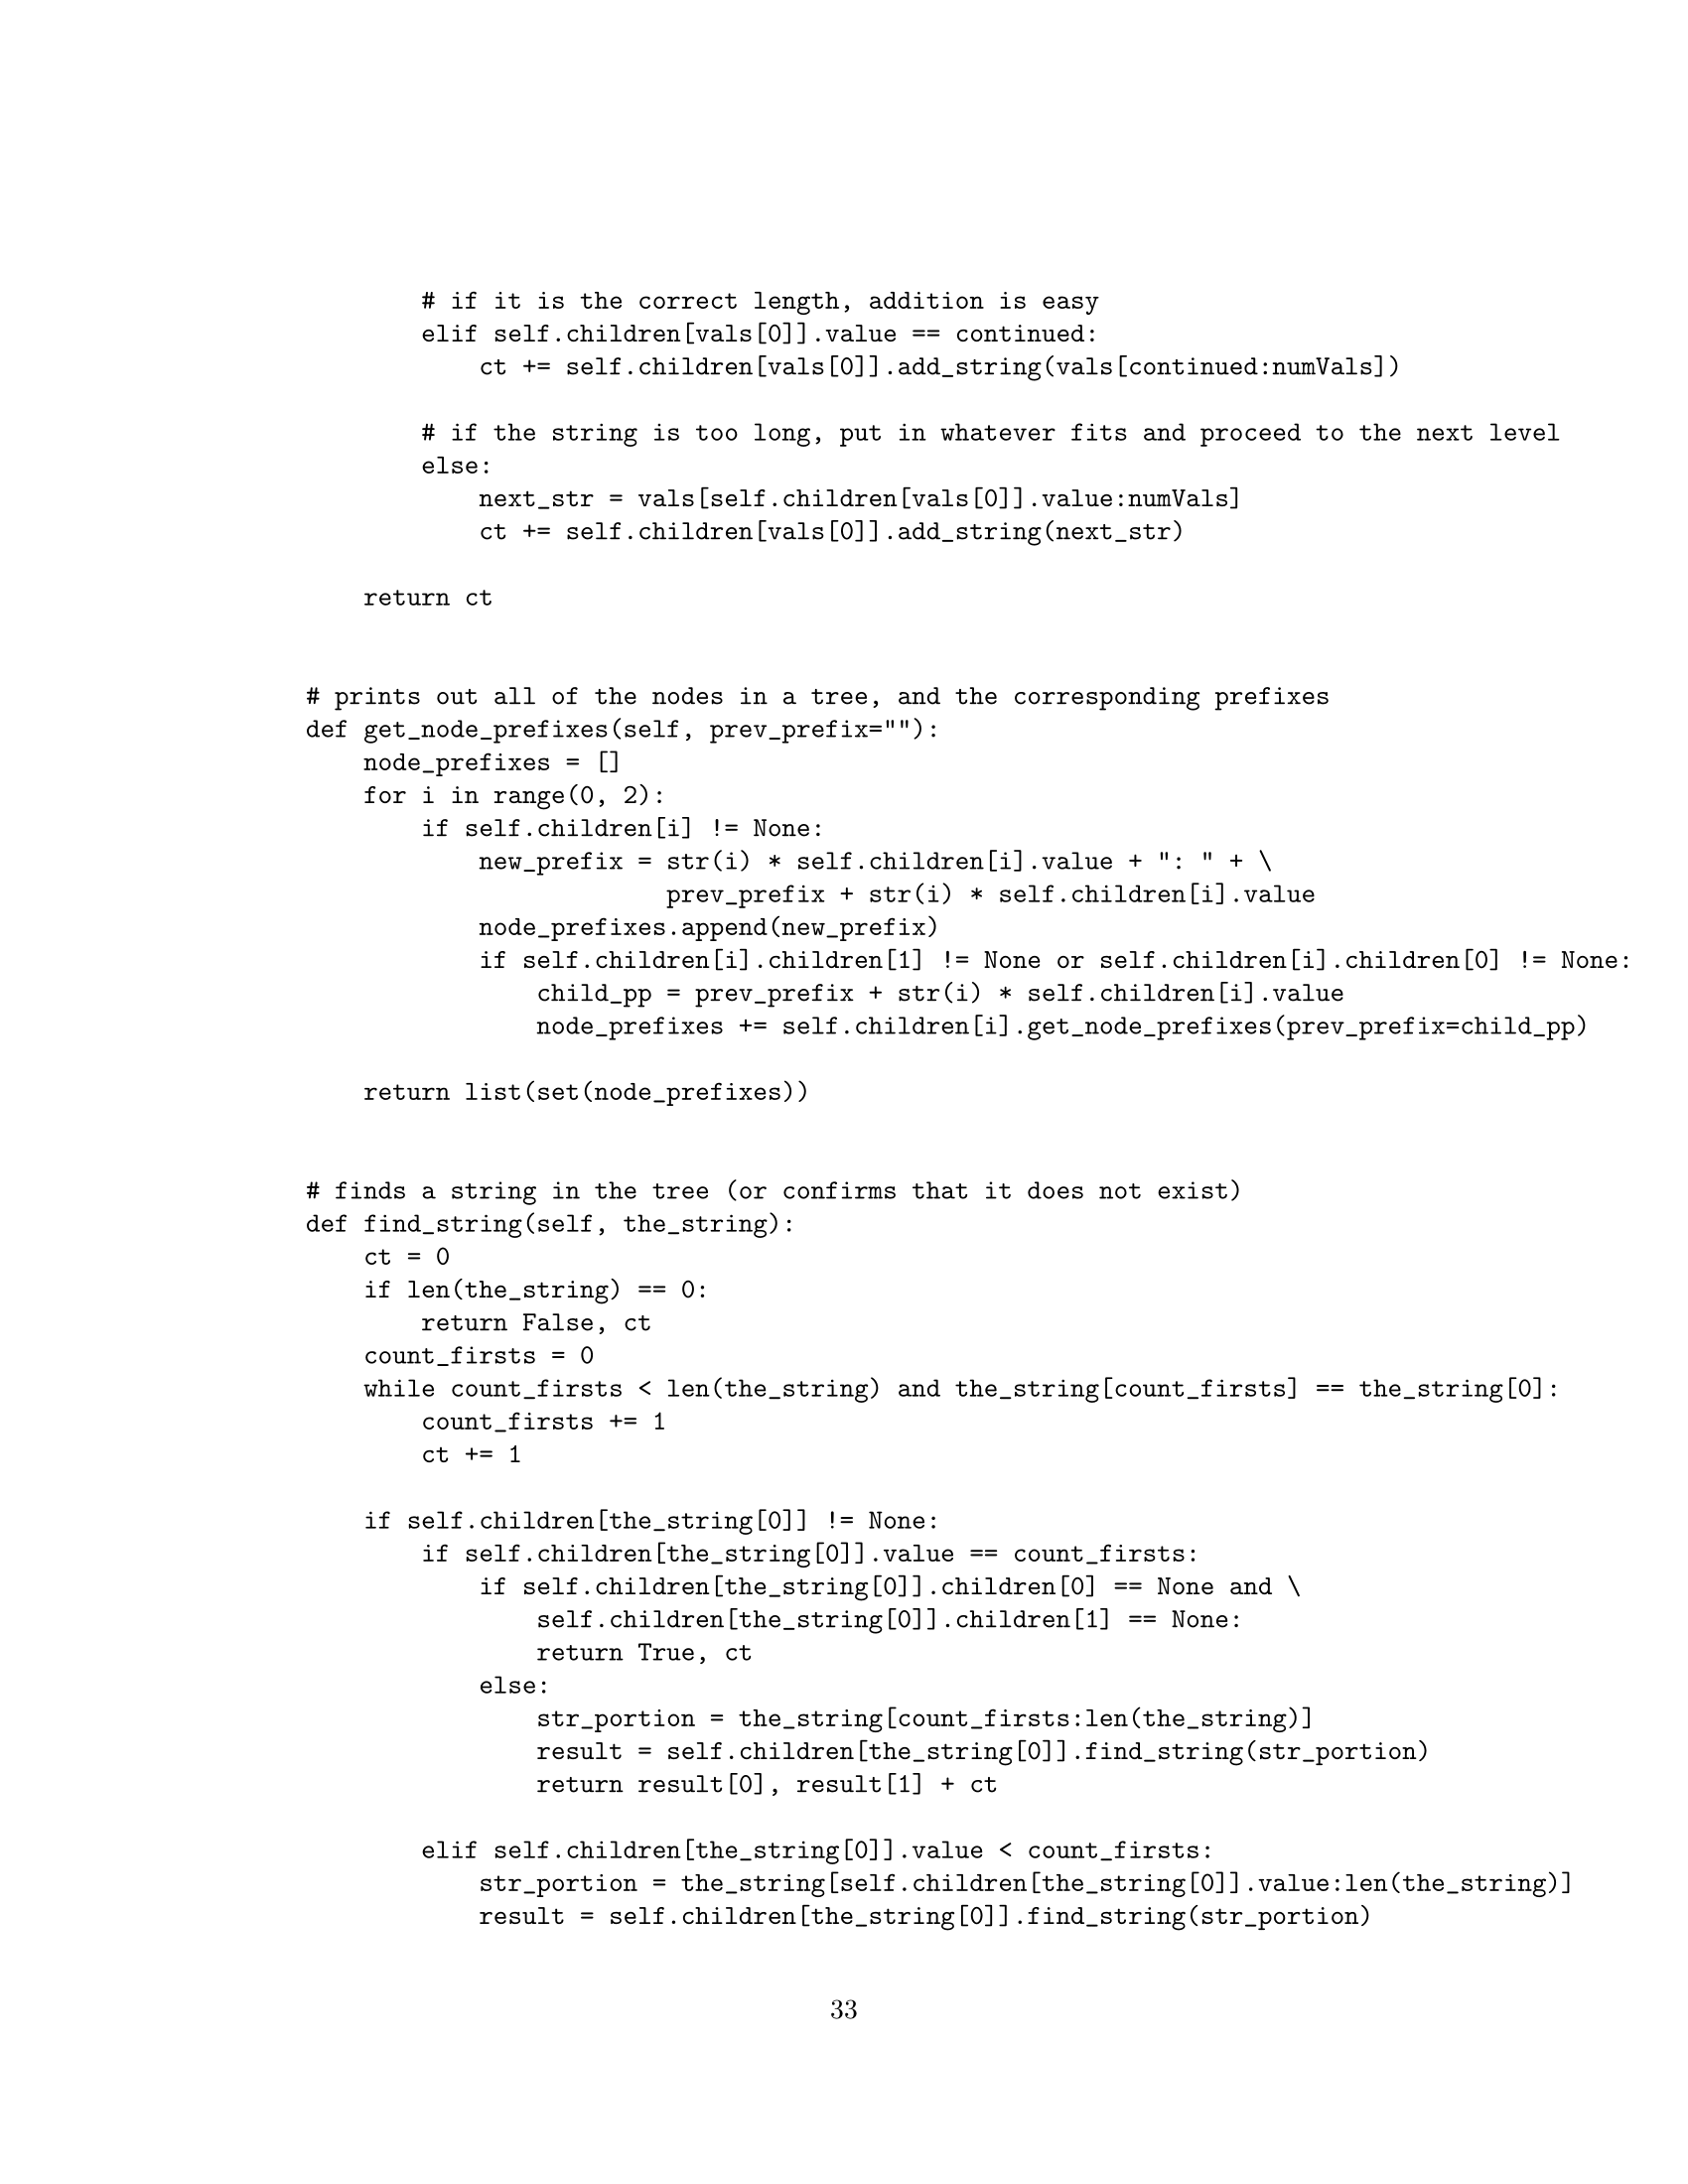 # if it is the correct length, addition is easy
elif self.children[vals[0]].value == continued:
    ct += self.children[vals[0]].add_string(vals[continued:numVals])

# if the string is too long, put in whatever fits and proceed to the next level
else:
    next_str = vals[self.children[vals[0]].value:numVals]
    ct += self.children[vals[0]].add_string(next_str)

return ct

# prints out all of the nodes in a tree, and the corresponding prefixes
def get_node_prefixes(self, prev_prefix=""):
    node_prefixes = []
    for i in range(0, 2):
        if self.children[i] != None:
            new_prefix = str(i) * self.children[i].value + ": " + \
                         prev_prefix + str(i) * self.children[i].value
            node_prefixes.append(new_prefix)
            if self.children[i].children[1] != None or self.children[i].children[0] != None:
                child_pp = prev_prefix + str(i) * self.children[i].value
                node_prefixes += self.children[i].get_node_prefixes(prev_prefix=child_pp)

    return list(set(node_prefixes))

# finds a string in the tree (or confirms that it does not exist)
def find_string(self, the_string):
    ct = 0
    if len(the_string) == 0:
        return False, ct
    count_firsts = 0
    while count_firsts < len(the_string) and the_string[count_firsts] == the_string[0]:
        count_firsts += 1
        ct += 1

    if self.children[the_string[0]] != None:
        if self.children[the_string[0]].value == count_firsts:
            if self.children[the_string[0]].children[0] == None and \
                self.children[the_string[0]].children[1] == None:
                return True, ct
            else:
                str_portion = the_string[count_firsts:len(the_string)]
                result = self.children[the_string[0]].find_string(str_portion)
                return result[0], result[1] + ct

        elif self.children[the_string[0]].value < count_firsts:
            str_portion = the_string[self.children[the_string[0]].value:len(the_string)]
            result = self.children[the_string[0]].find_string(str_portion)

33